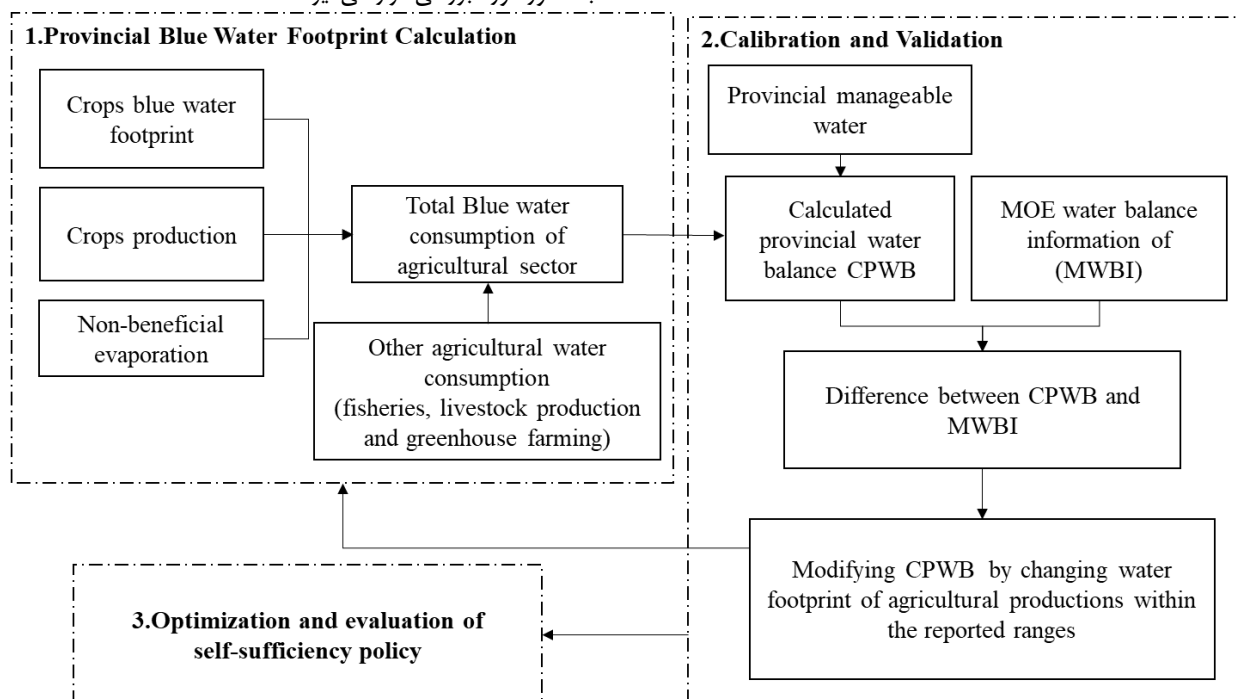 1.Provincial Blue Water Footprint Calculation
Crops blue water
footprint
Crops production
Non-beneficial
evaporation
Total Blue water
consumption of
agricultural sector
Other agricultural water
consumption
(fisheries, livestock production
and greenhouse farming)
2.Calibration and Validation
Provincial manageable
water
Calculated
provincial water
balance CPWB
MOE water balance
information of
(MWBI)
Difference between CPWB and
MWBI
Modifying CPWB by changing water
footprint of agricultural productions within
the reported ranges
3.Optimization and evaluation of
self-sufficiency policy